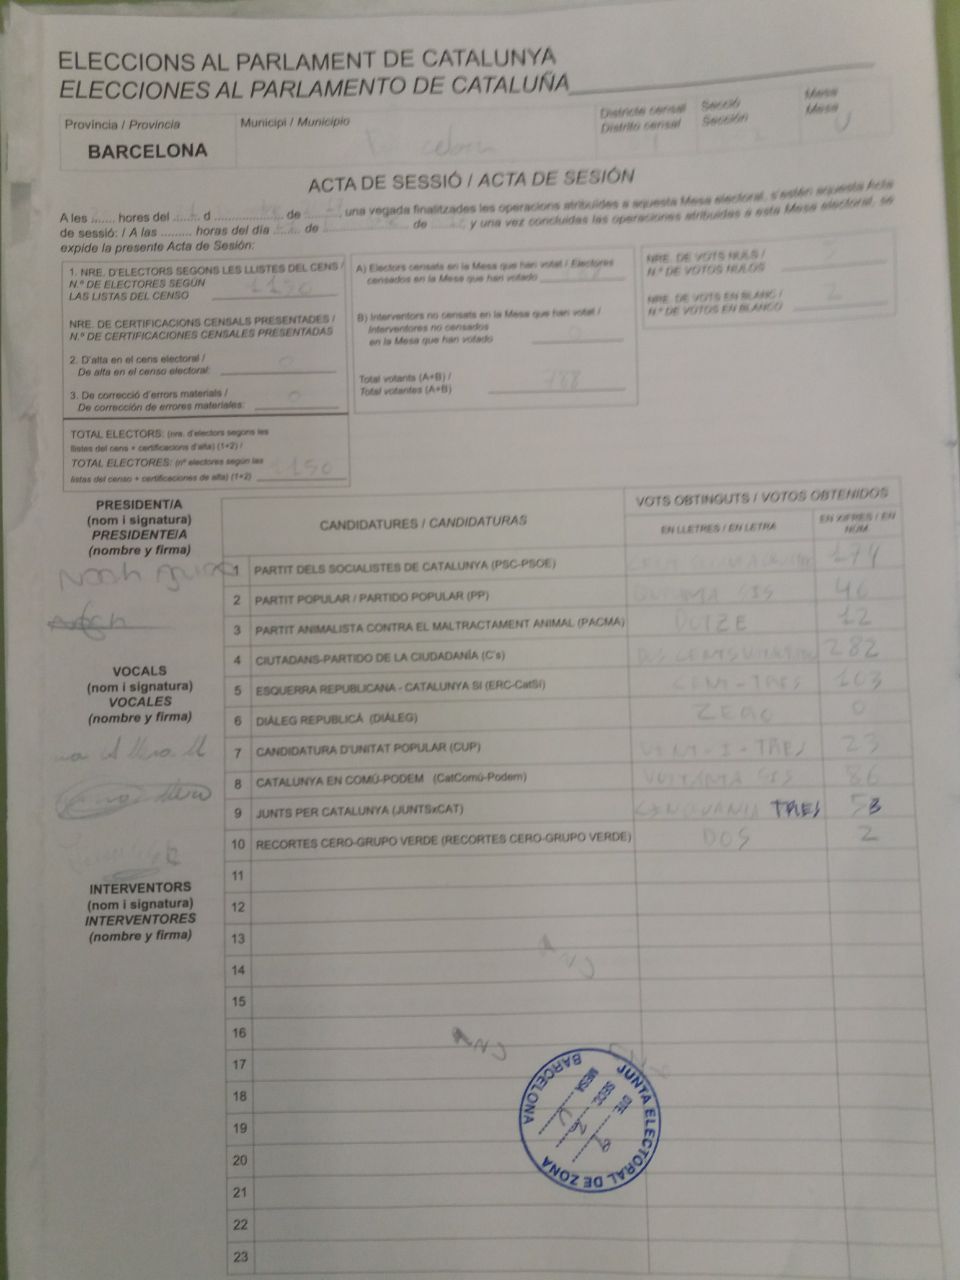 ELECCIONS AL PARLAMENT DE CATALUNYA
ELECCIONES AL PARLAMENTO DE CATALUÑA
Provincia / Provincia
BARCELONA
Municipi / Municipio
Districte censal
Distrito censal
Secció
Sección
Mesa
Mesa
U
ACTA DE SESSIÓ / ACTA DE SESIÓN
A les ....... hores del ....... d ................. de ....... una vegada finalitzades les operacions atribuïdes a aquesta Mesa electoral, s'estén aquesta Acta
de sessió: / A las ......... horas del día ....... de .................... de ....... y una vez concluidas las operaciones atribuidas a esta Mesa electoral, se
expide la presente Acta de Sesión:
1. NRE. D'ELECTORS SEGONS LES LLISTES DEL CENS /
N.º DE ELECTORES SEGÚN
LAS LISTAS DEL CENSO 1150
NRE. DE CERTIFICACIONS CENSALS PRESENTADES /
N.º DE CERTIFICACIONES CENSALES PRESENTADAS
2. D'alta en el cens electoral /
De alta en el censo electoral: 0
3. De correcció d'errors materials /
De corrección de errores materiales: 0
TOTAL ELECTORS: (nre. d'electors segons les
llistes del cens + certificacions d'alta) (1+2) /
TOTAL ELECTORES: (nº electores según las
listas del censo + certificaciones de alta) (1+2) 1150
A) Electors censats en la Mesa que han votat / Electores
censados en la Mesa que han votado
B) Interventors no censats en la Mesa que han votat /
Interventores no censados
en la Mesa que han votado 0
Total votants (A+B) /
Total votantes (A+B) 788
NRE. DE VOTS NULS /
N.º DE VOTOS NULOS
NRE. DE VOTS EN BLANC /
N.º DE VOTOS EN BLANCO 2
PRESIDENT/A
(nom i signatura)
PRESIDENTE/A
(nombre y firma)
VOCALS
(nom i signatura)
VOCALES
(nombre y firma)
INTERVENTORS
(nom i signatura)
INTERVENTORES
(nombre y firma)
CANDIDATURES / CANDIDATURAS
VOTS OBTINGUTS / VOTOS OBTENIDOS
EN LLETRES / EN LETRA
EN XIFRES / EN NÚM.
1 PARTIT DELS SOCIALISTES DE CATALUNYA (PSC-PSOE) 179
2 PARTIT POPULAR / PARTIDO POPULAR (PP) SIS 46
3 PARTIT ANIMALISTA CONTRA EL MALTRACTAMENT ANIMAL (PACMA) DOTZE 12
4 CIUTADANS-PARTIDO DE LA CIUDADANÍA (C's) 282
5 ESQUERRA REPUBLICANA - CATALUNYA SÍ (ERC-CatSí) CENT-TRES 103
6 DIÀLEG REPUBLICÀ (DIÀLEG) ZERO 0
7 CANDIDATURA D'UNITAT POPULAR (CUP) VINT-I-TRES 23
8 CATALUNYA EN COMÚ-PODEM (CatComú-Podem) VUITANTA SIS 86
9 JUNTS PER CATALUNYA (JUNTSxCAT) CINQUANTA TRES 53
10 RECORTES CERO-GRUPO VERDE (RECORTES CERO-GRUPO VERDE) DOS 2
11
12
13
14
15
16
17
18
19
20
21
22
23
JUNTA ELECTORAL DE ZONA
BARCELONA
DTE.
SECC.
MESA